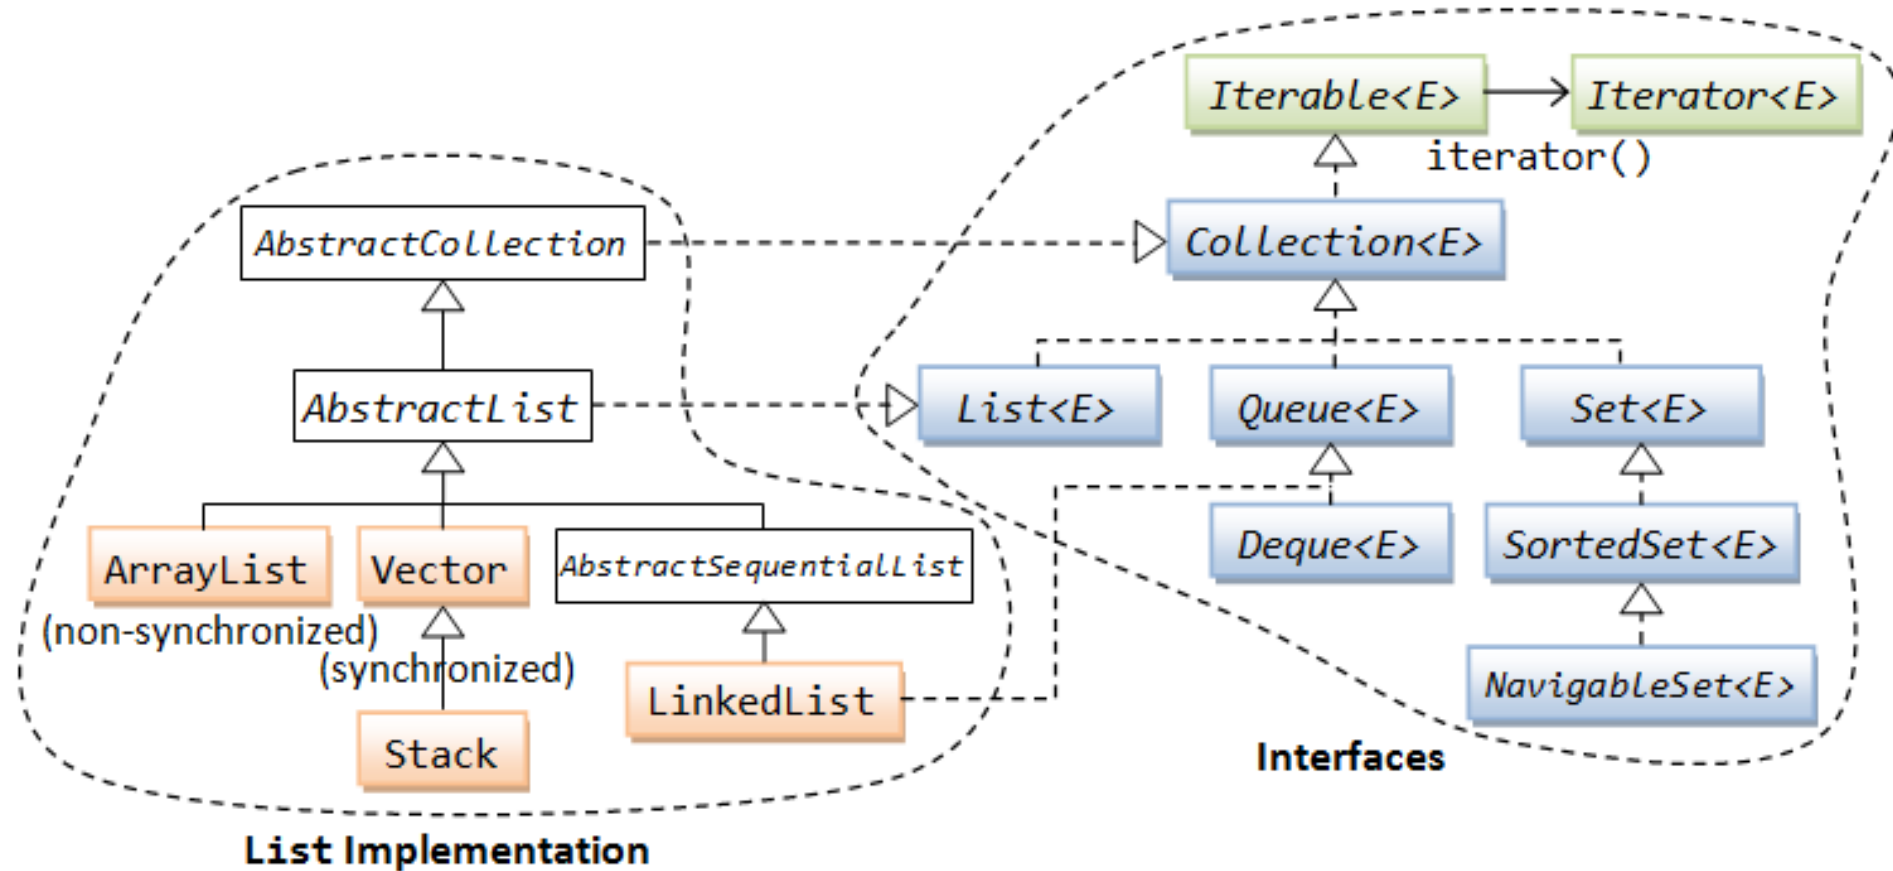 Iterable<E>
Iterator<E>
iterator()
AbstractCollection
Collection<E>
AbstractList
List<E>
Queue<E>
Set<E>
ArrayList
Vector
AbstractSequentialList
Deque<E>
SortedSet<E>
(non-synchronized)
(synchronized)
LinkedList
NavigableSet<E>
Stack
Interfaces
List Implementation